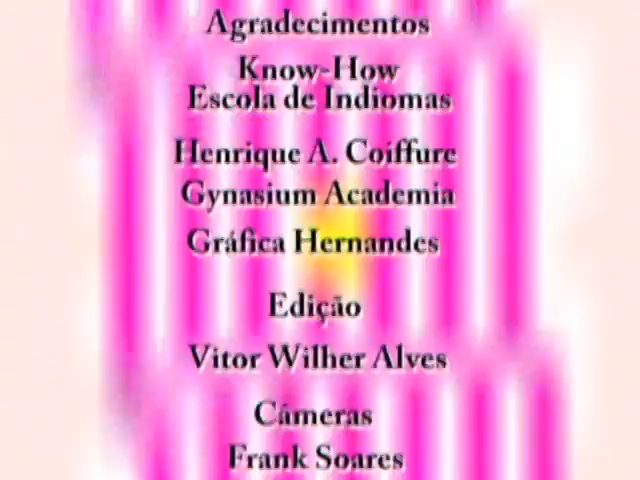 Agradecimentos
Know-How
Escola de Indiomas
Henrique A. Coiffure
Gynasium Academia
Gráfica Hernandes
Edição
Vitor Wilher Alves
Câmeras
Frank Soares